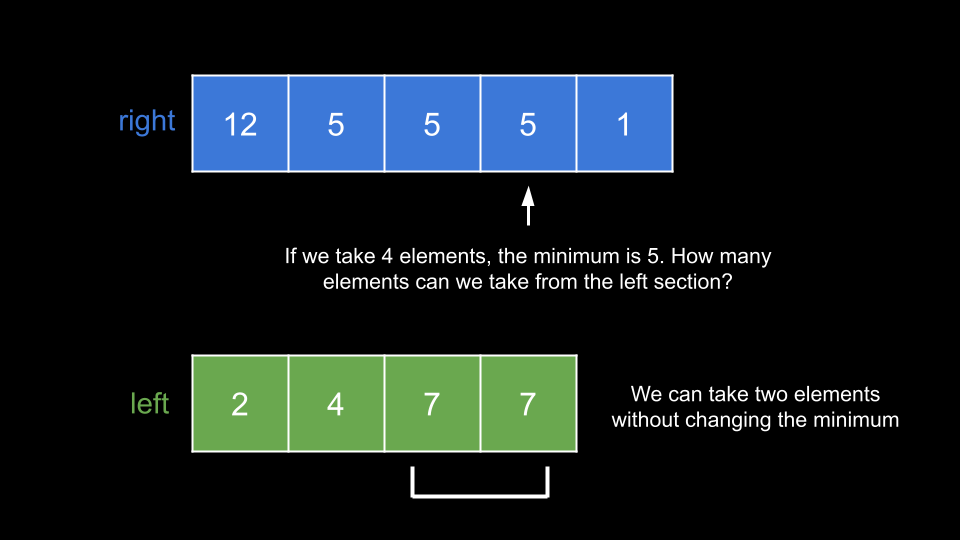 right 12 5 5 5 1
If we take 4 elements, the minimum is 5. How many
elements can we take from the left section?
left 2 4 7 7
We can take two elements
without changing the minimum